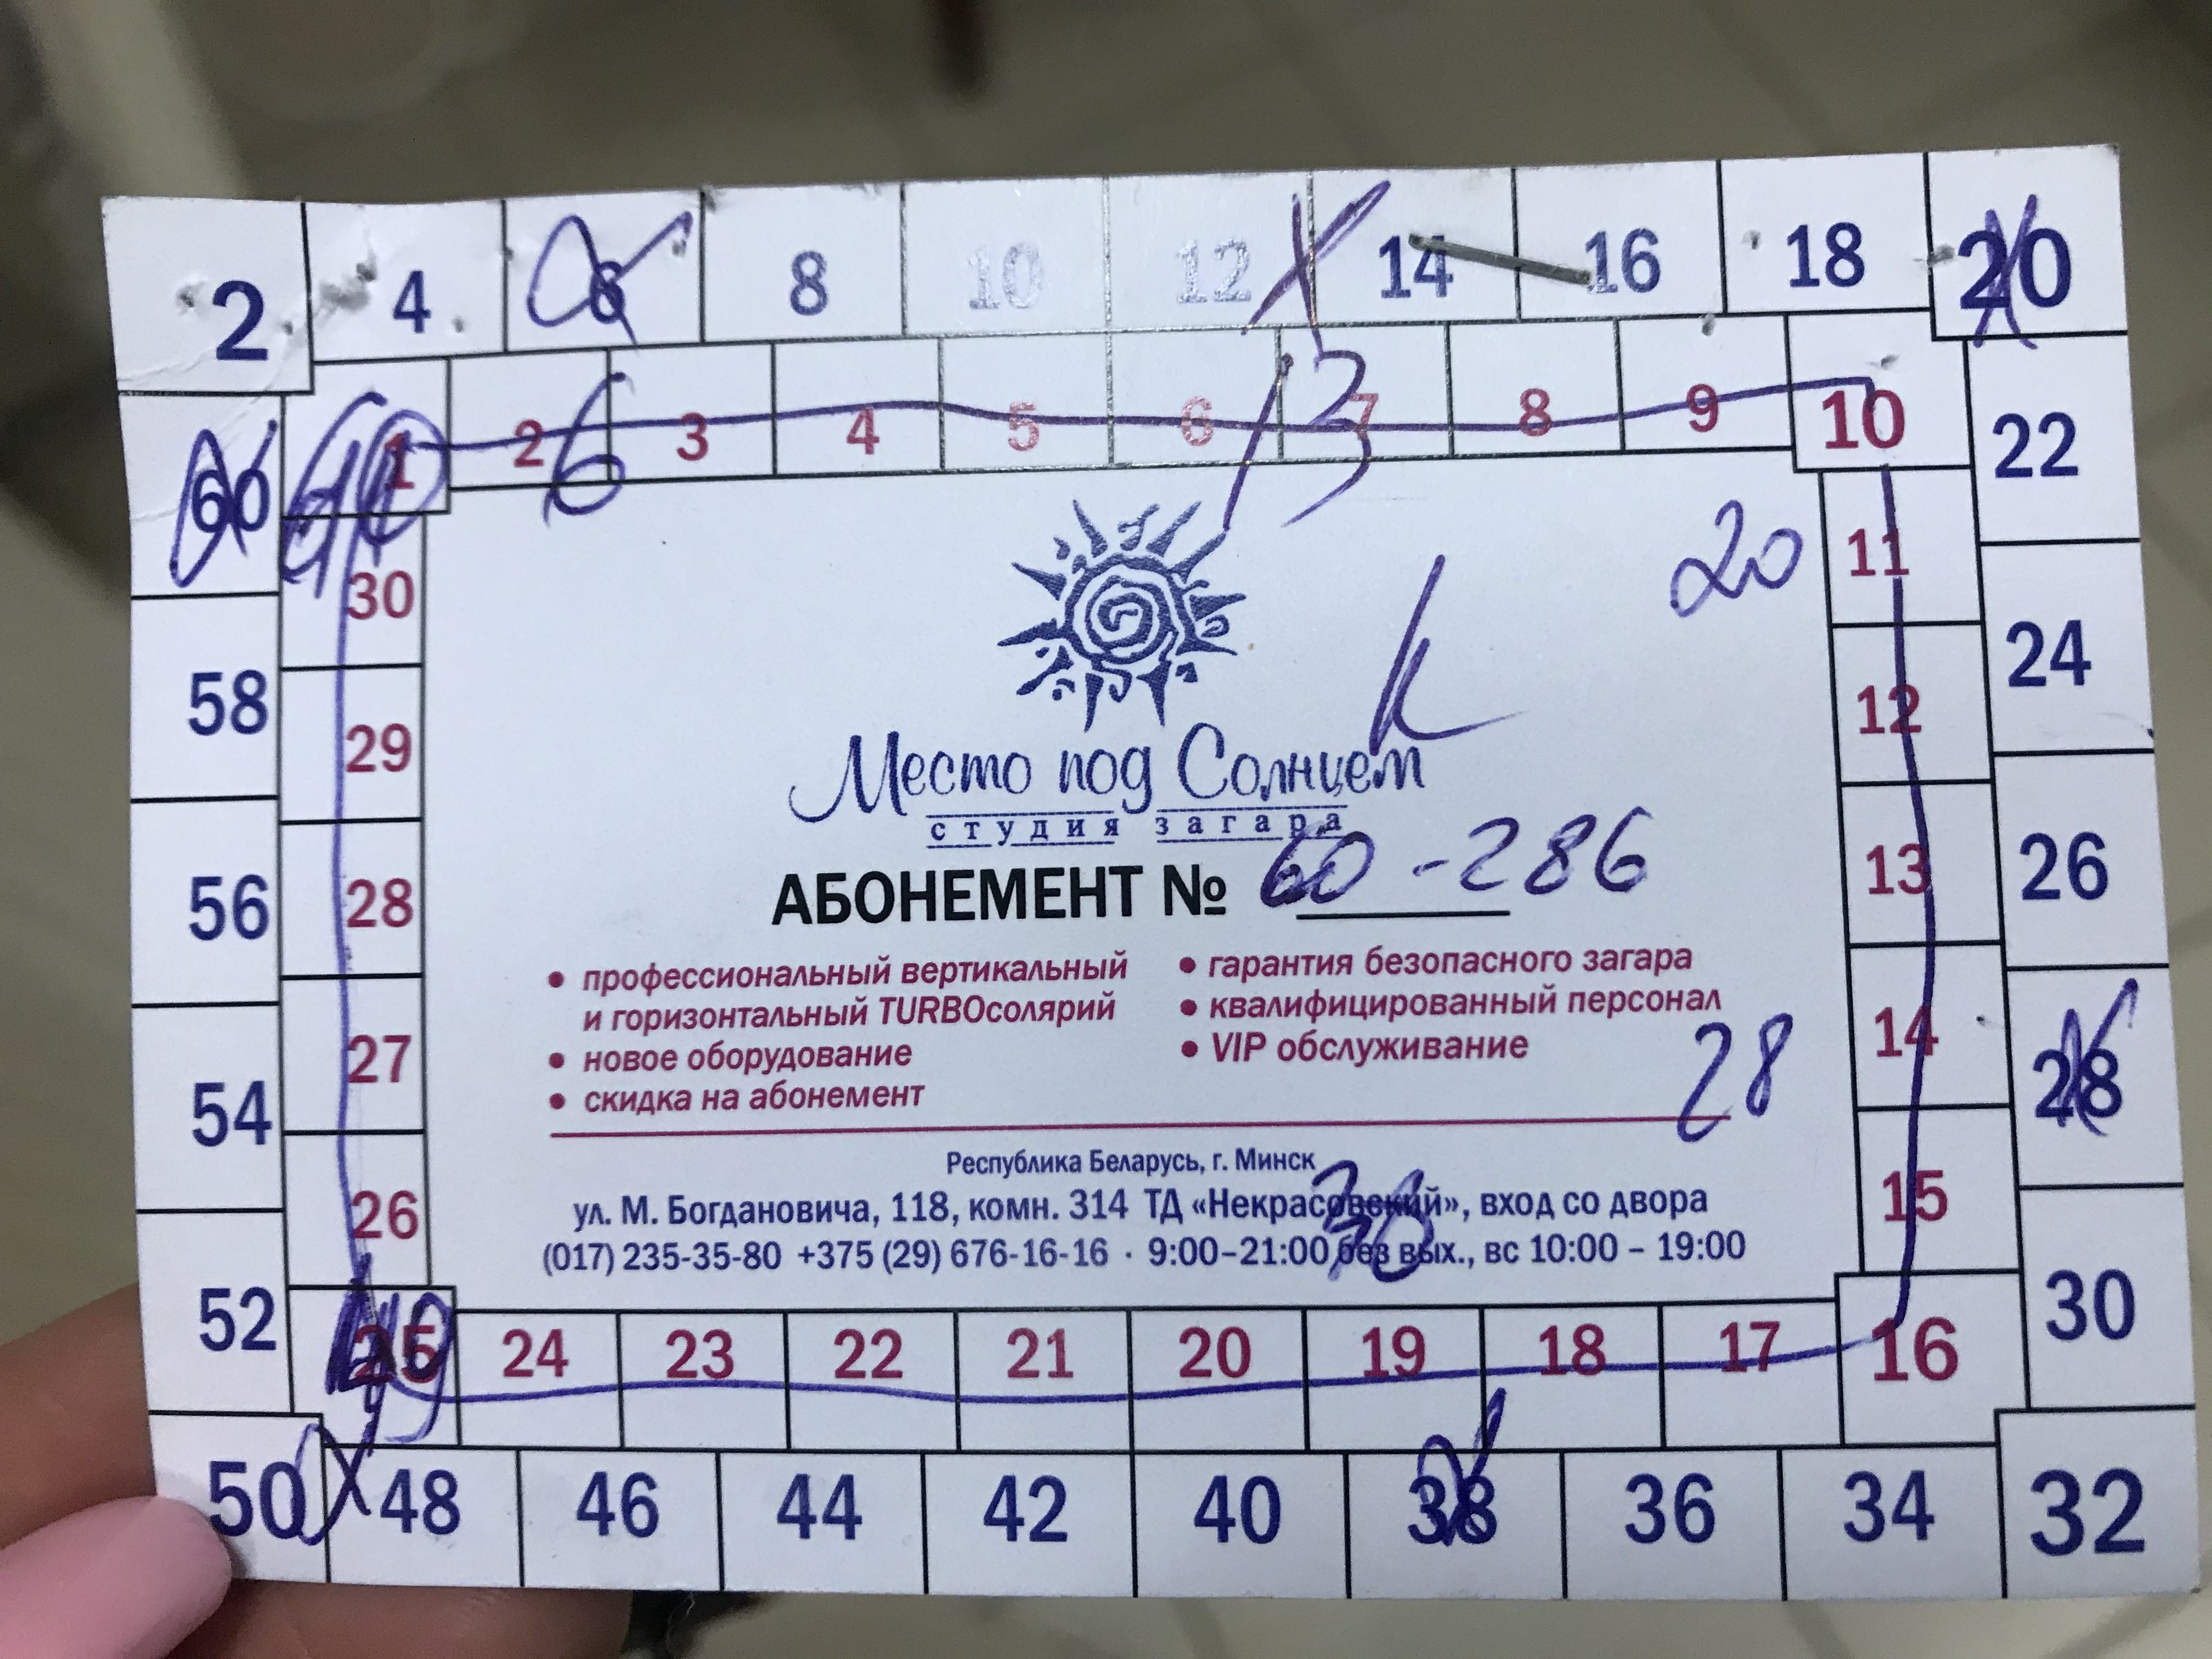 2 4 6 8 10 12 14 16 18 20
1 2 3 4 5 6 7 8 9 10
6
13
60 22
30 11
20
58 24
29 12
Место под Солнцем
студия загара
56 26
28 13
АБОНЕМЕНТ № 60-286
• профессиональный вертикальный
и горизонтальный TURBOсолярий
• новое оборудование
• скидка на абонемент
• гарантия безопасного загара
• квалифицированный персонал
• VIP обслуживание
28
54 28
27 14
Республика Беларусь, г. Минск
ул. М. Богдановича, 118, комн. 314 ТД «Некрасовский», вход со двора
(017) 235-35-80 +375 (29) 676-16-16 · 9:00–21:00 без вых., вс 10:00 – 19:00
52 30
26 15
25 24 23 22 21 20 19 18 17 16
50 48 46 44 42 40 38 36 34 32